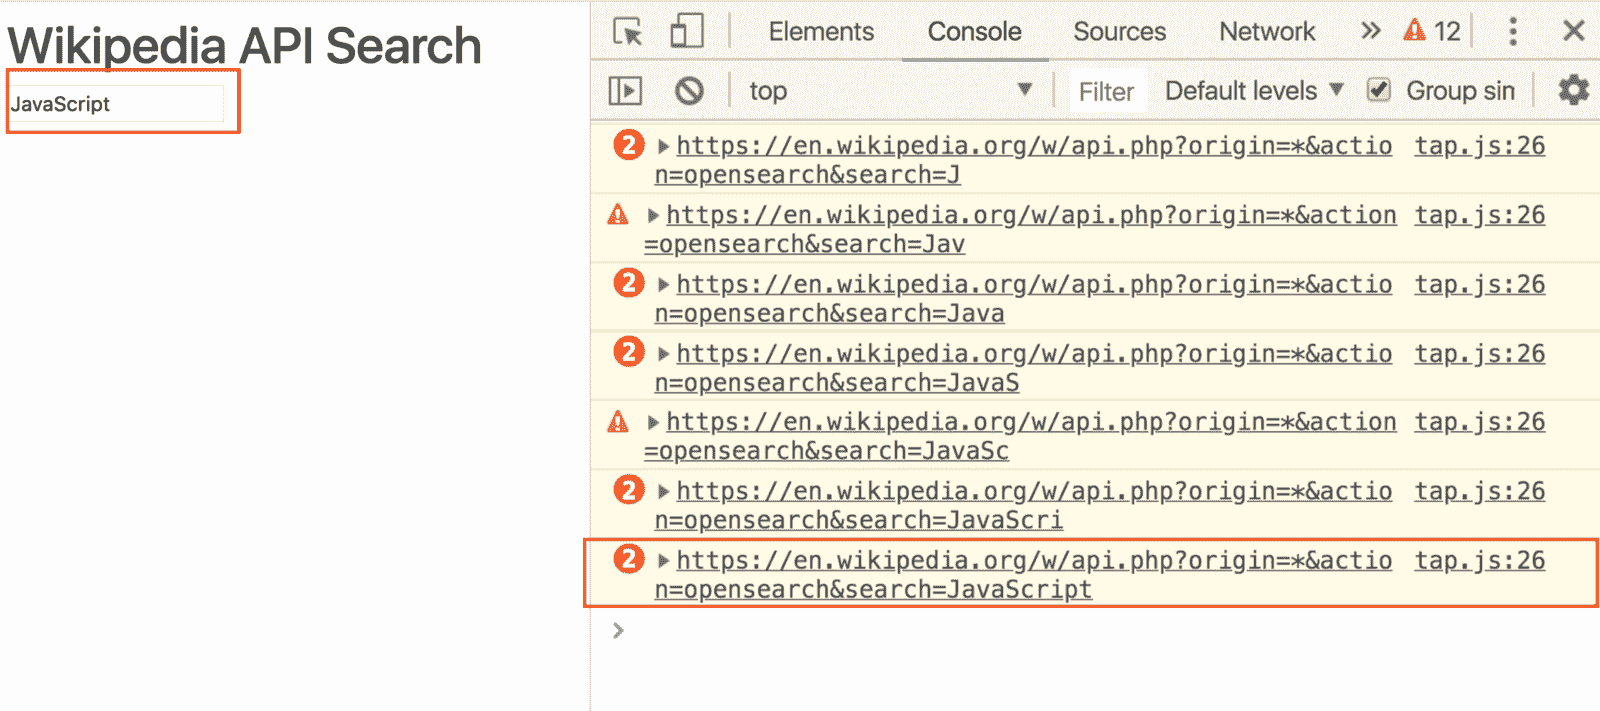 Wikipedia API Search
JavaScript
Elements Console Sources Network » 12
top Filter Default levels Group sin
2 https://en.wikipedia.org/w/api.php?origin=*&actio tap.js:26
n=opensearch&search=J
https://en.wikipedia.org/w/api.php?origin=*&action tap.js:26
=opensearch&search=Jav
2 https://en.wikipedia.org/w/api.php?origin=*&actio tap.js:26
n=opensearch&search=Java
2 https://en.wikipedia.org/w/api.php?origin=*&actio tap.js:26
n=opensearch&search=JavaS
https://en.wikipedia.org/w/api.php?origin=*&action tap.js:26
=opensearch&search=JavaSc
2 https://en.wikipedia.org/w/api.php?origin=*&actio tap.js:26
n=opensearch&search=JavaScri
2 https://en.wikipedia.org/w/api.php?origin=*&actio tap.js:26
n=opensearch&search=JavaScript